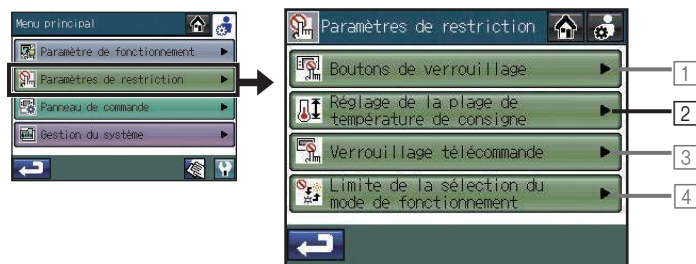 Menu principal
Paramètre de fonctionnement
Paramètres de restriction
Panneau de commande
Gestion du système
Paramètres de restriction
Boutons de verrouillage
1
Réglage de la plage de
température de consigne
2
Verrouillage télécommande
3
Limite de la sélection du
mode de fonctionnement
4